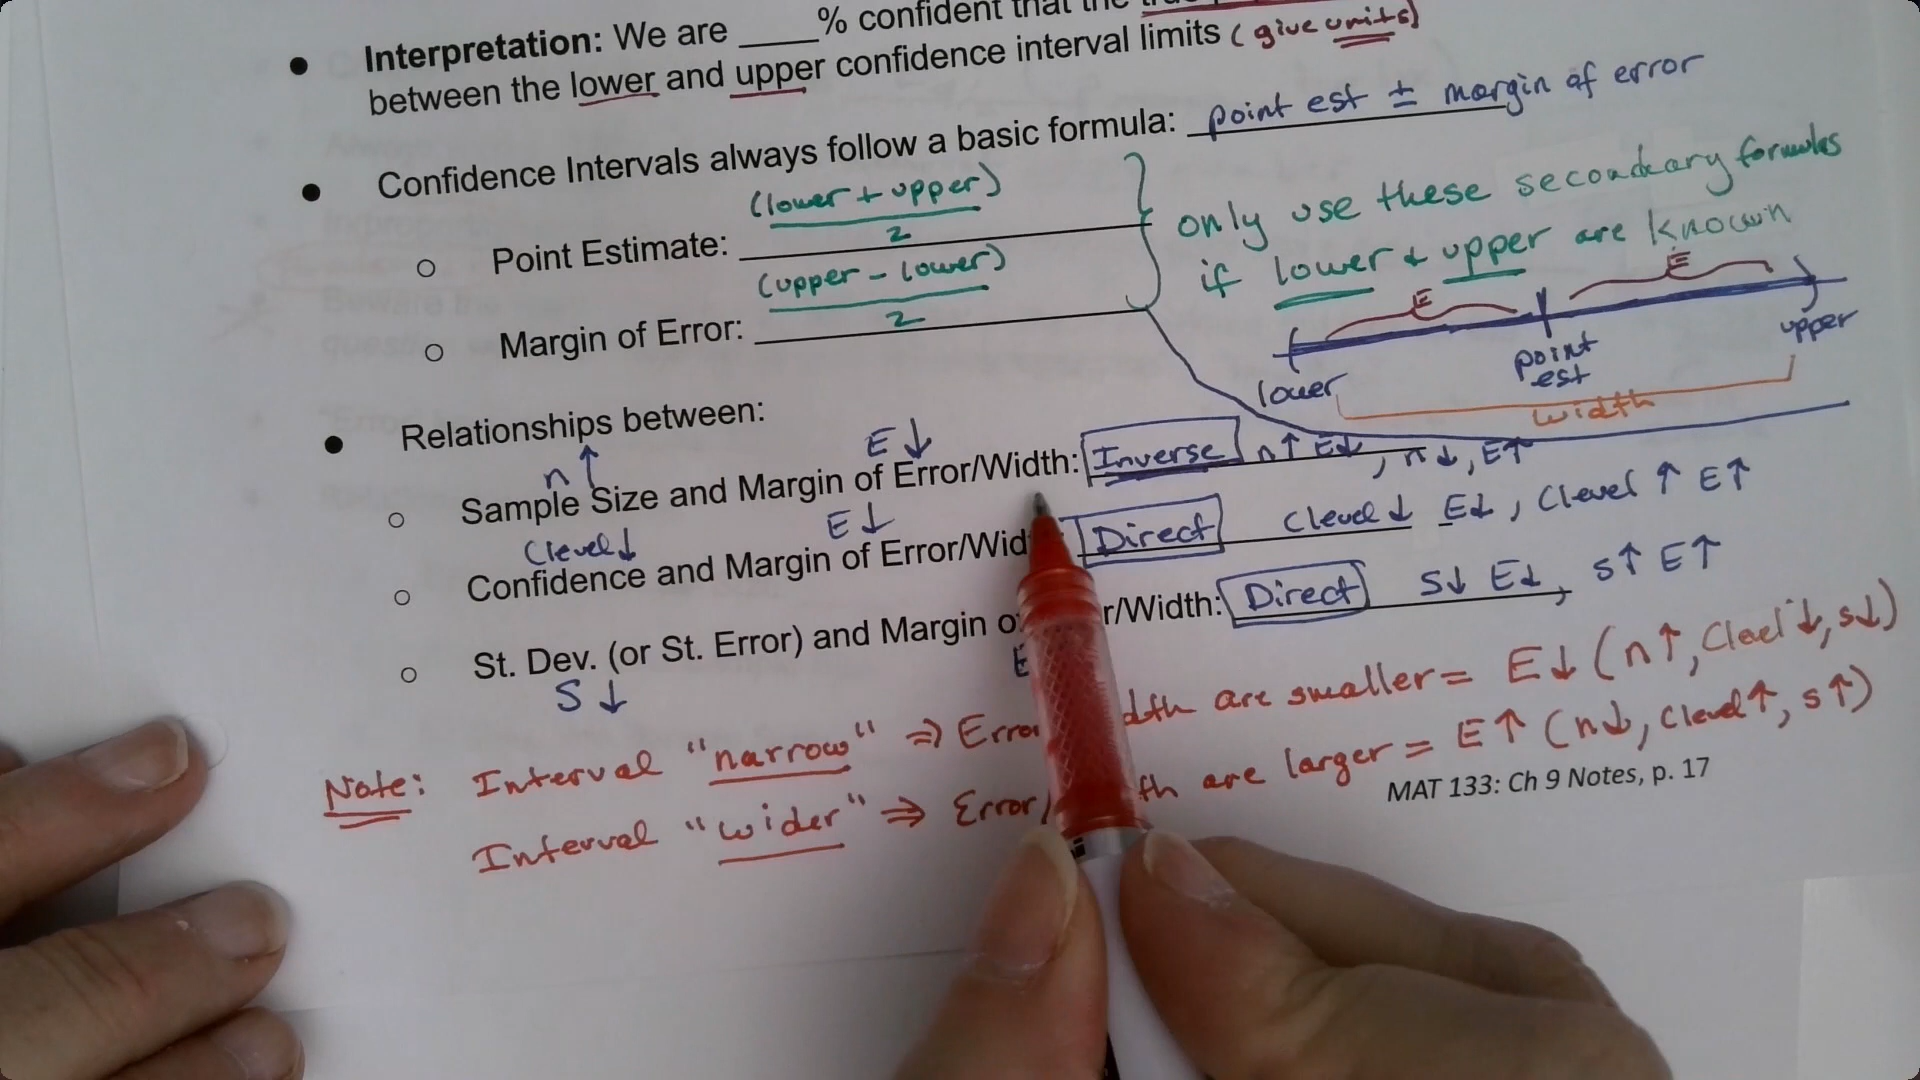 • Interpretation: We are ____% confident that the
between the lower and upper confidence interval limits (give units)
• Confidence Intervals always follow a basic formula: point est ± margin of error
(lower + upper)
○ Point Estimate: 2
(upper - lower)
○ Margin of Error: 2
only use these secondary formulas
if lower + upper are known
E E
lower point est upper
width
• Relationships between:
n↑ E↓
○ Sample Size and Margin of Error/Width: Inverse n↑ E↓, n↓, E↑
Clevel↓ E↓
○ Confidence and Margin of Error/Wid Direct Clevel↓ E↓, Clevel↑ E↑
○ St. Dev. (or St. Error) and Margin o r/Width: Direct S↓ E↓, s↑ E↑
S↓ E
Note: Interval "narrow" ⇒ Erro dth are smaller = E↓ (n↑, Clevel↓, s↓)
Interval "wider" ⇒ Error/ th are larger = E↑ (n↓, Clevel↑, s↑)
MAT 133: Ch 9 Notes, p. 17